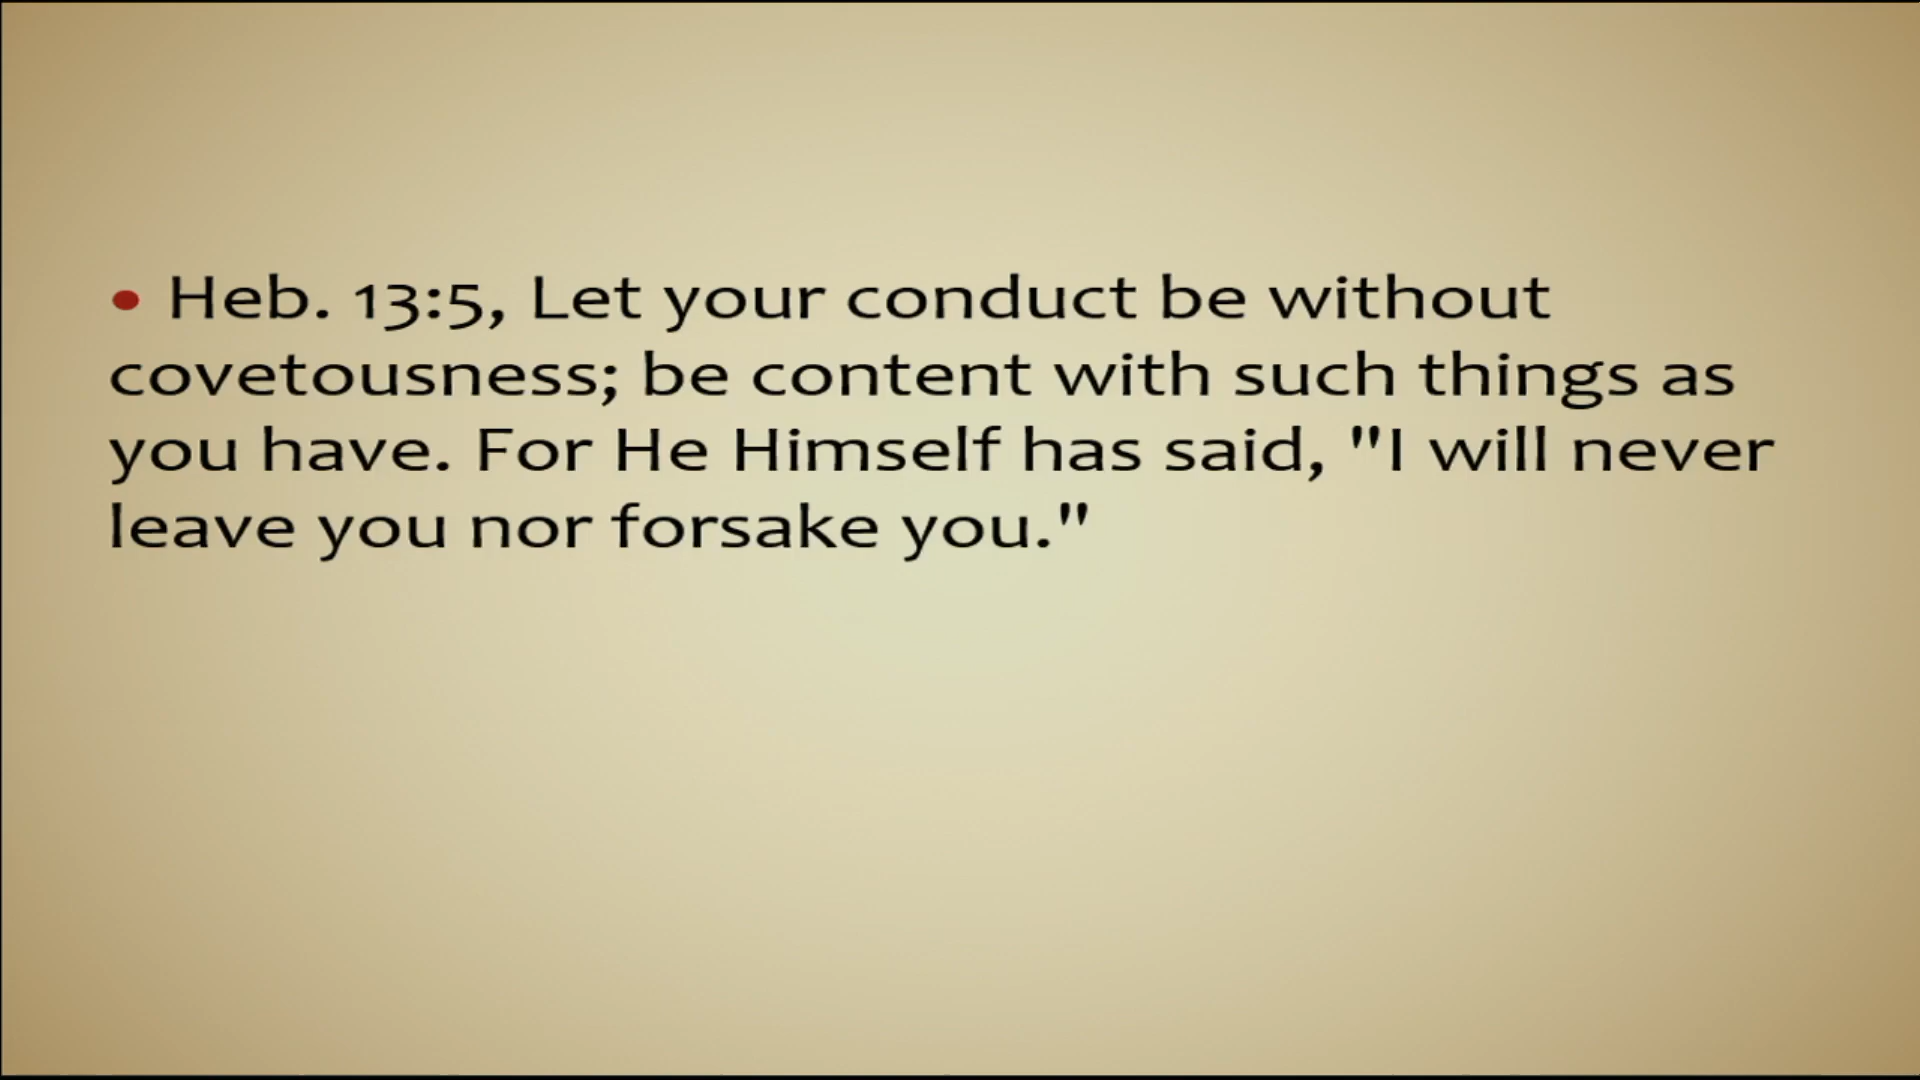 • Heb. 13:5, Let your conduct be without
covetousness; be content with such things as
you have. For He Himself has said, "I will never
leave you nor forsake you."